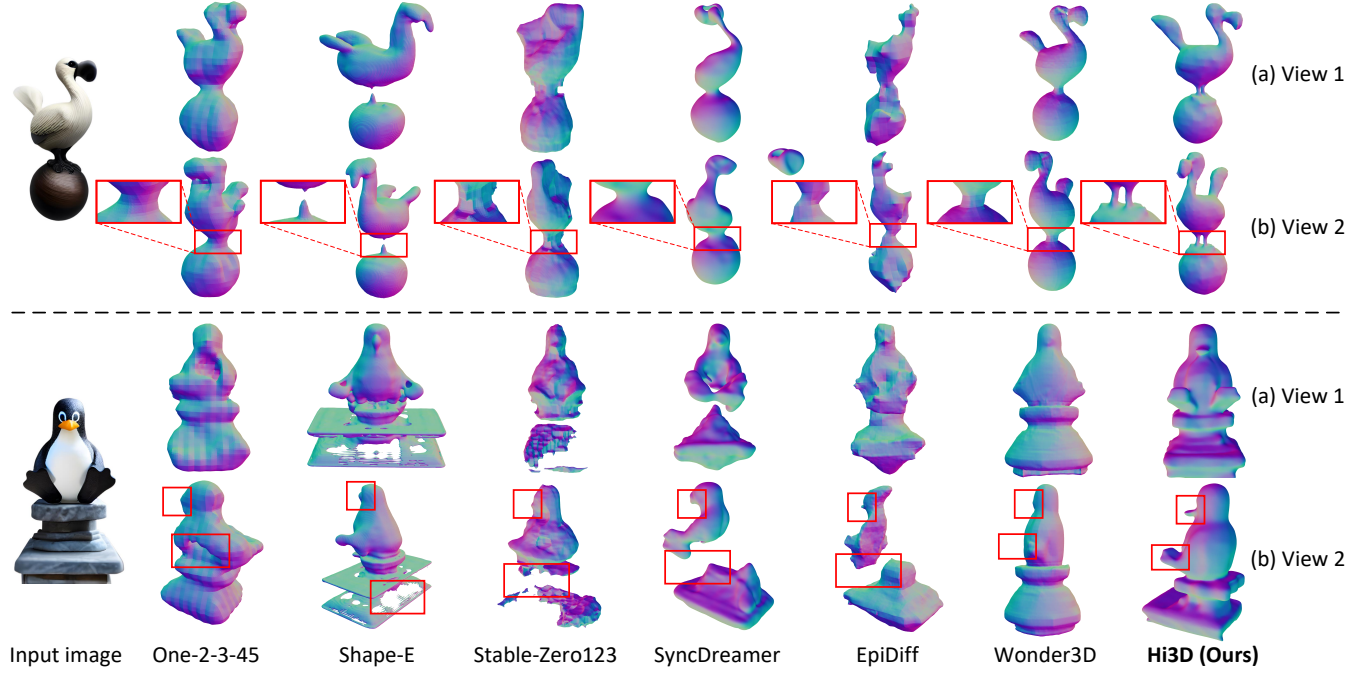 (a) View 1
(b) View 2
(a) View 1
(b) View 2
Input image One-2-3-45 Shape-E Stable-Zero123 SyncDreamer EpiDiff Wonder3D Hi3D (Ours)